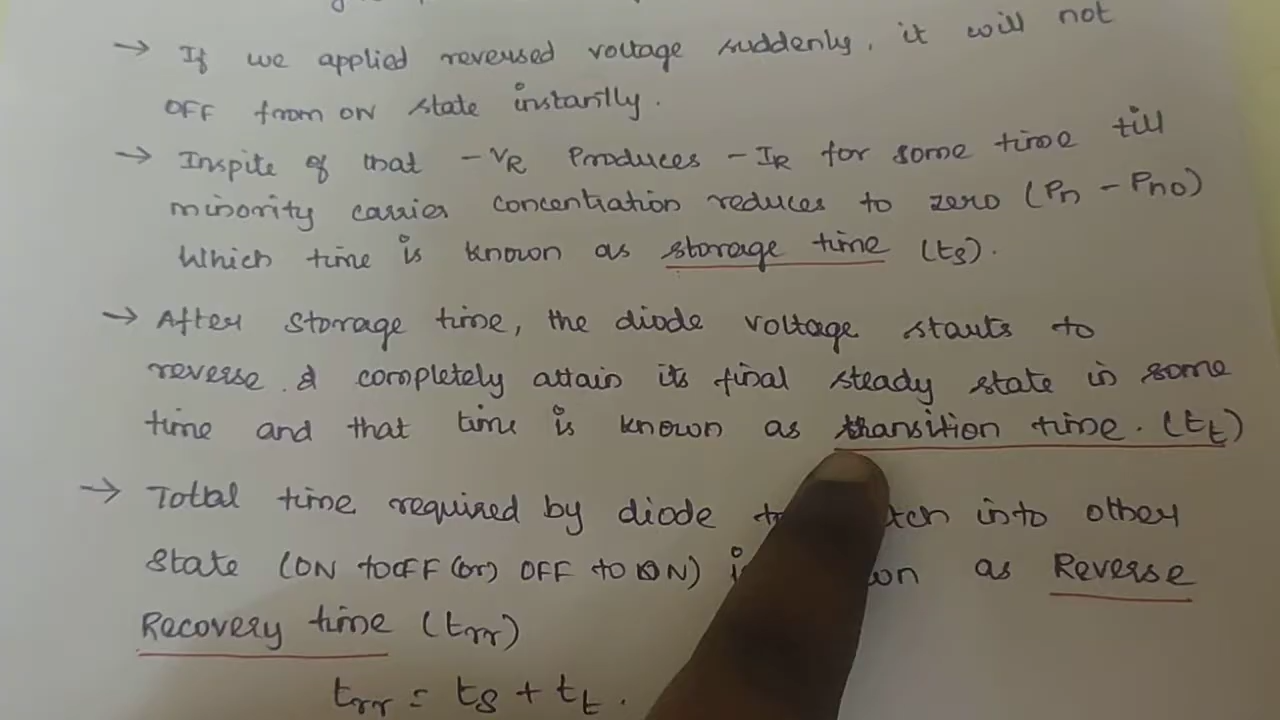 → If we applied reversed voltage suddenly, it will not
OFF from ON state instantly.
→ Inspite of that -VR Produces -IR for some time till
minority carrier concentration reduces to zero (Pn - Pno)
Which time is known as storage time (ts).
→ After storage time, the diode voltage starts to
reverse & completely attain its final steady state in some
time and that time is known as transition time. (tt)
→ Total time required by diode into other
state (ON to OFF (or) OFF to ON) as Reverse
Recovery time (trr)
trr = ts + tt.